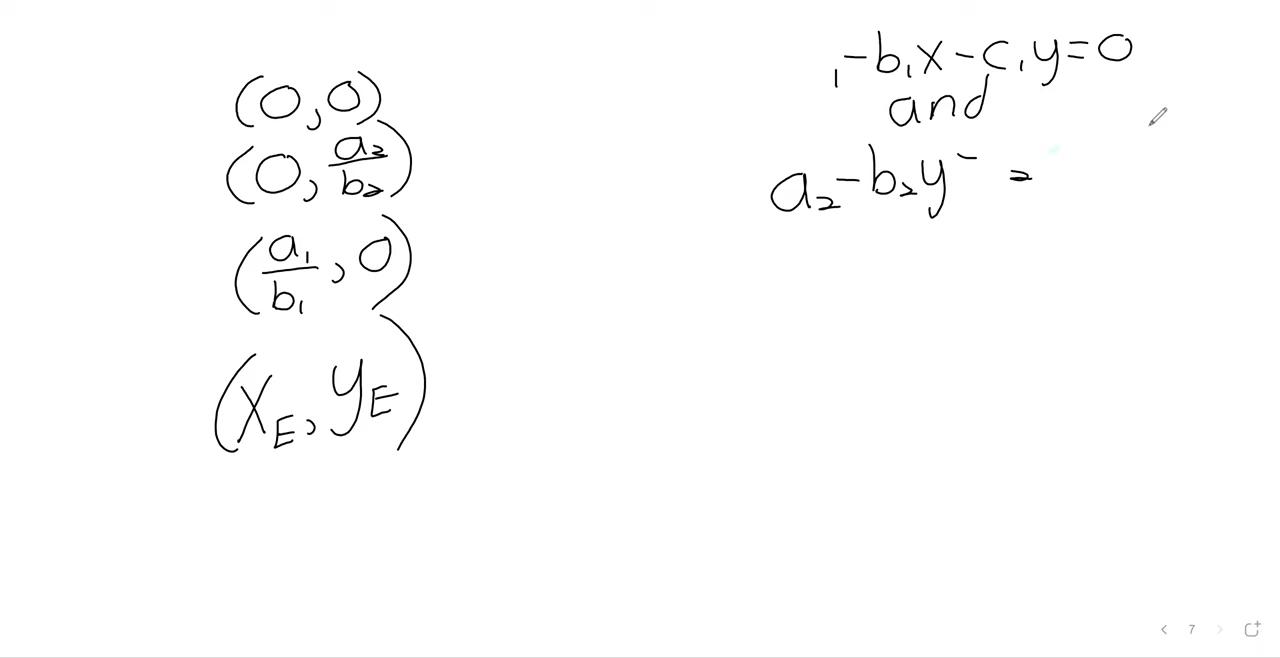 (0,0)
(0, a₂/b₂)
(a₁/b₁, 0)
(x_E, y_E)
₁-b₁x-c₁y=0
and
a₂-b₂y- =
7